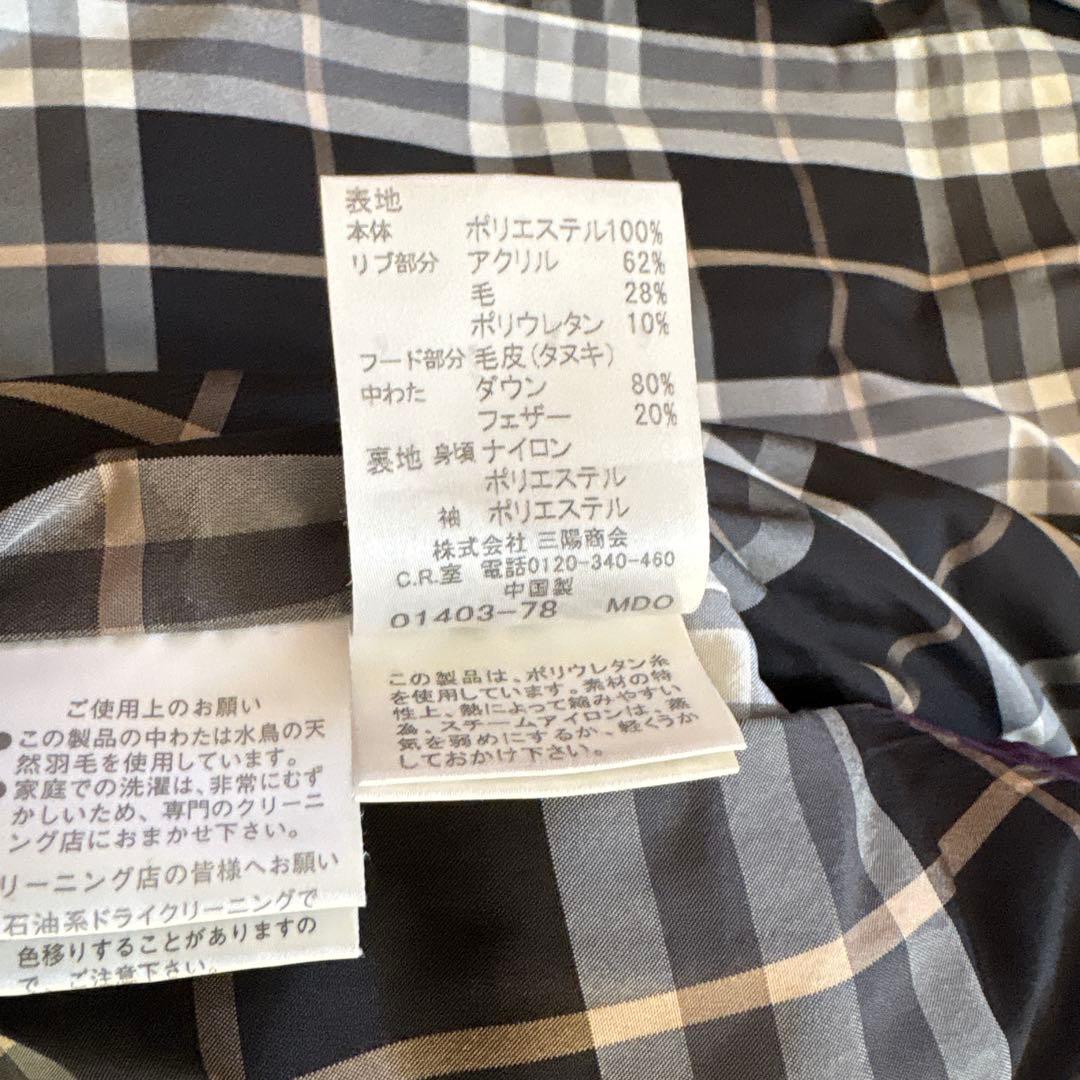 表地
本体 ポリエステル100%
リブ部分 アクリル 62%
毛 28%
ポリウレタン 10%
フード部分 毛皮(タヌキ)
中わた ダウン 80%
フェザー 20%
裏地 身頃 ナイロン
ポリエステル
袖 ポリエステル
株式会社 三陽商会
C.R.室 電話0120-340-460
中国製
01403-78 MDO
この製品は、ポリウレタン糸
を使用しています。素材の特
性上、熱によって縮みやすい
為、スチームアイロンは、蒸
気を弱めにするか、軽くうか
しておかけ下さい。
ご使用上のお願い
●この製品の中わたは水鳥の天
然羽毛を使用しています。
●家庭での洗濯は、非常にむず
かしいため、専門のクリーニ
ング店におまかせ下さい。
リーニング店の皆様へお願い
石油系ドライクリーニングで
色移りすることがありますの
で、ご注意下さい。